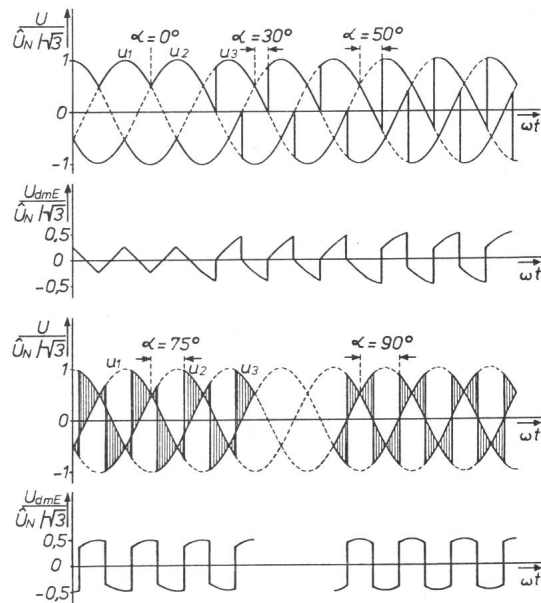 U
Û_N/√3
α=0°
α=30°
α=50°
1
u₁
u₂
u₃
0
-1
ωt
U_dmE
Û_N/√3
0,5
0
-0,5
ωt
U
Û_N/√3
α=75°
α=90°
1
u₁
u₂
u₃
0
-1
ωt
U_dmE
Û_N/√3
0,5
0
-0,5
ωt